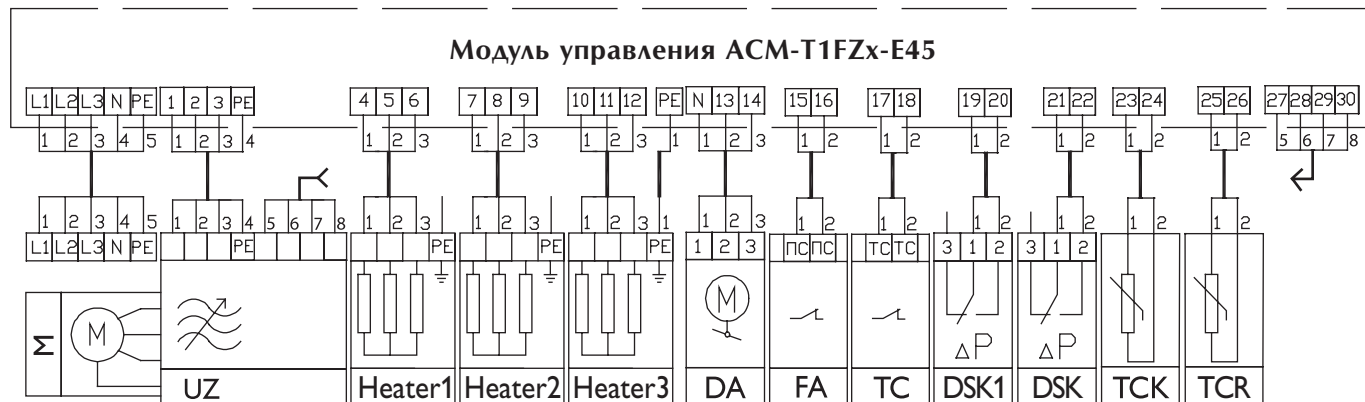 Модуль управления ACM-T1FZx-E45
L1 L2 L3 N PE 1 2 3 PE 4 5 6 7 8 9 10 11 12 PE N 13 14 15 16 17 18 19 20 21 22 23 24 25 26 27 28 29 30
1 2 3 4 5 1 2 3 4 1 2 3 1 2 3 1 2 3 1 1 2 3 1 2 1 2 1 2 1 2 1 2 1 2 5 6 7 8
1 2 3 4 5 1 2 3 4 5 6 7 8 1 2 3 1 2 3 1 2 3 1 1 2 3 1 2 1 2 1 2 1 2 1 2 1 2
L1 L2 L3 N PE PE PE PE PE 1 2 3 ПС ПС ТС ТС 3 1 2 3 1 2
M M M
ΔP ΔP
UZ Heater1 Heater2 Heater3 DA FA TC DSK1 DSK TCK TCR